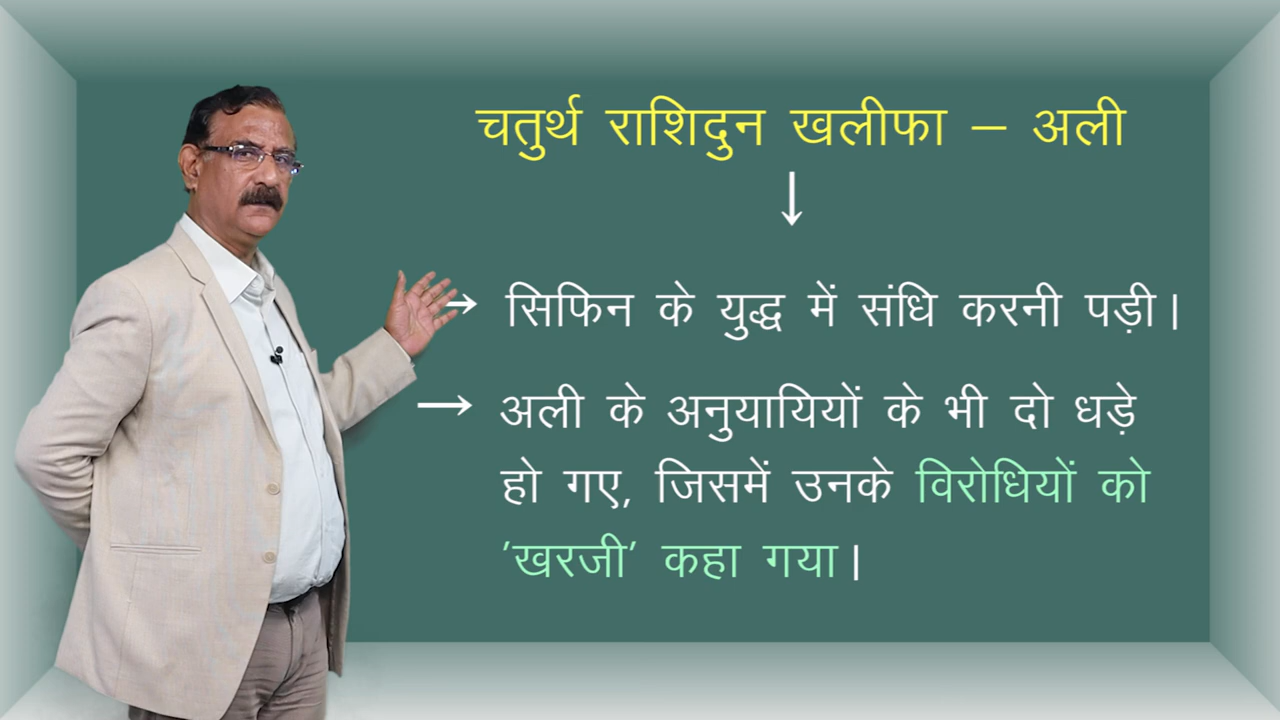 चतुर्थ राशिदुन खलीफा – अली
↓
→ सिफिन के युद्ध में संधि करनी पड़ी।
→ अली के अनुयायियों के भी दो धड़े
हो गए, जिसमें उनके विरोधियों को
'खरजी' कहा गया।